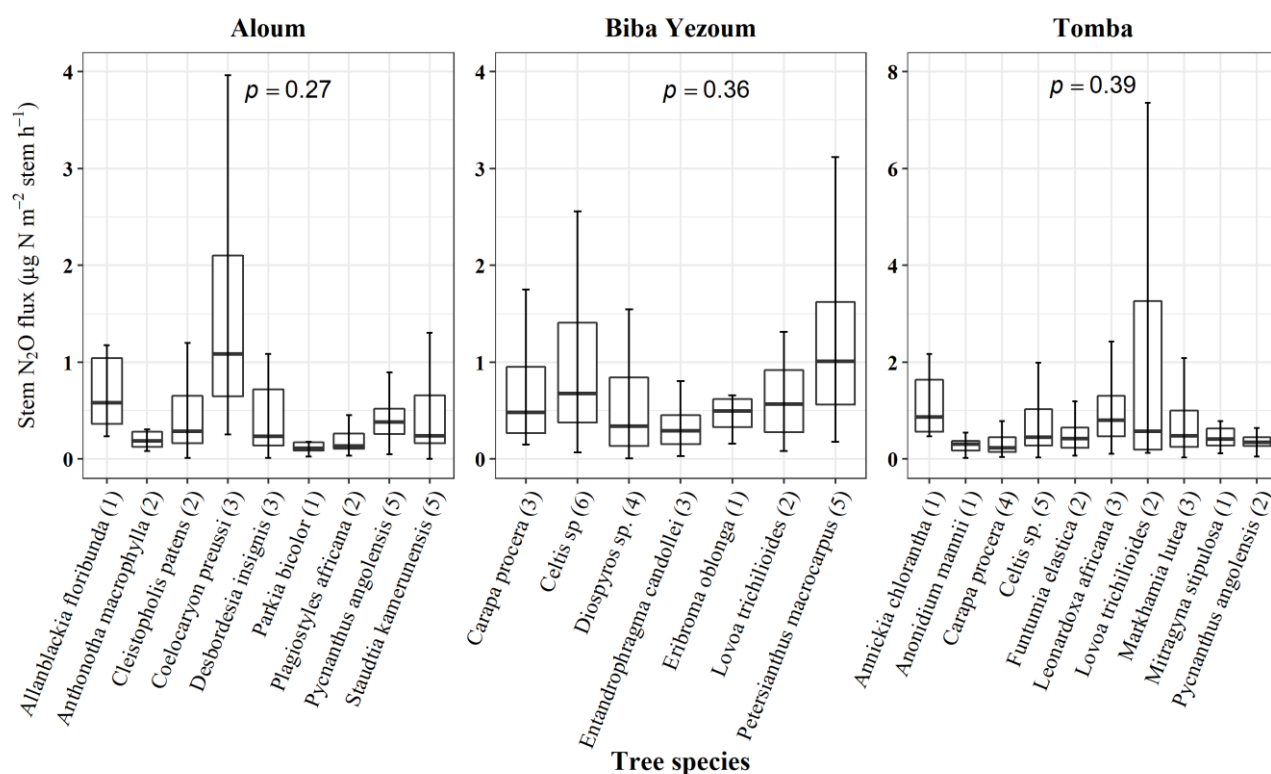 Aloum
Biba Yezoum
Tomba
Stem N₂O flux (µg N m⁻² stem h⁻¹)
4
3
2
1
0
p = 0.27
4
3
2
1
0
p = 0.36
8
6
4
2
0
p = 0.39
Allanblackia floribunda (1)
Anthonotha macrophylla (2)
Cleistopholis patens (2)
Coelocaryon preussi (3)
Desbordesia insignis (3)
Parkia bicolor (1)
Plagiostyles africana (2)
Pycnanthus angolensis (5)
Staudtia kamerunensis (5)
Carapa procera (3)
Celtis sp (6)
Diospyros sp. (4)
Entandrophragma candollei (3)
Eribroma oblonga (1)
Lovoa trichilioides (2)
Petersianthus macrocarpus (5)
Annickia chlorantha (1)
Anonidium mannii (1)
Carapa procera (4)
Celtis sp. (5)
Funtumia elastica (2)
Leonardoxa africana (3)
Lovoa trichilioides (2)
Markhamia lutea (3)
Mitragyna stipulosa (1)
Pycnanthus angolensis (2)
Tree species